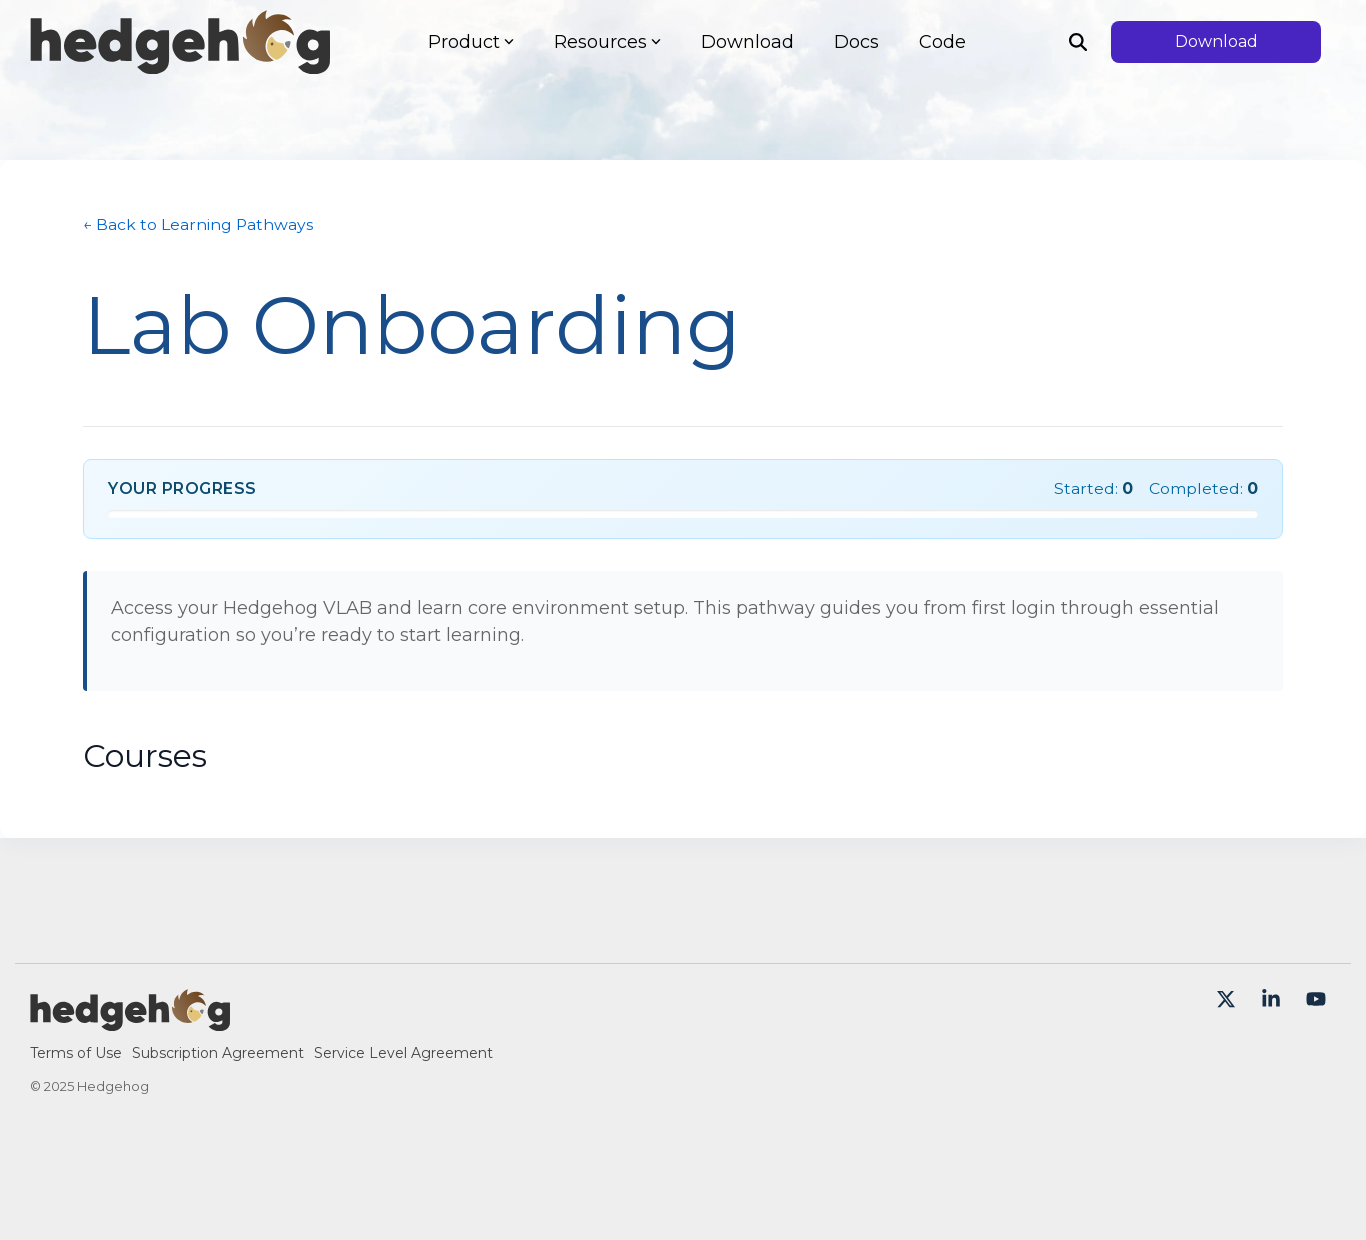 hedgehog
Product
Resources
Download
Docs
Code
Download
← Back to Learning Pathways
Lab Onboarding
YOUR PROGRESS
Started: 0 Completed: 0
Access your Hedgehog VLAB and learn core environment setup. This pathway guides you from first login through essential
configuration so you’re ready to start learning.
Courses
hedgehog
Terms of Use Subscription Agreement Service Level Agreement
© 2025 Hedgehog